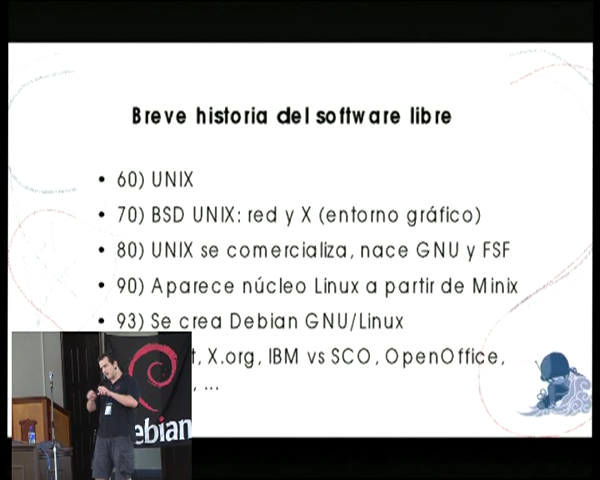 Breve historia del software libre
• 60) UNIX
• 70) BSD UNIX: red y X (entorno gráfico)
• 80) UNIX se comercializa, nace GNU y FSF
• 90) Aparece núcleo Linux a partir de Minix
• 93) Se crea Debian GNU/Linux
X.org, IBM vs SCO, OpenOffice,
, ...
ebian